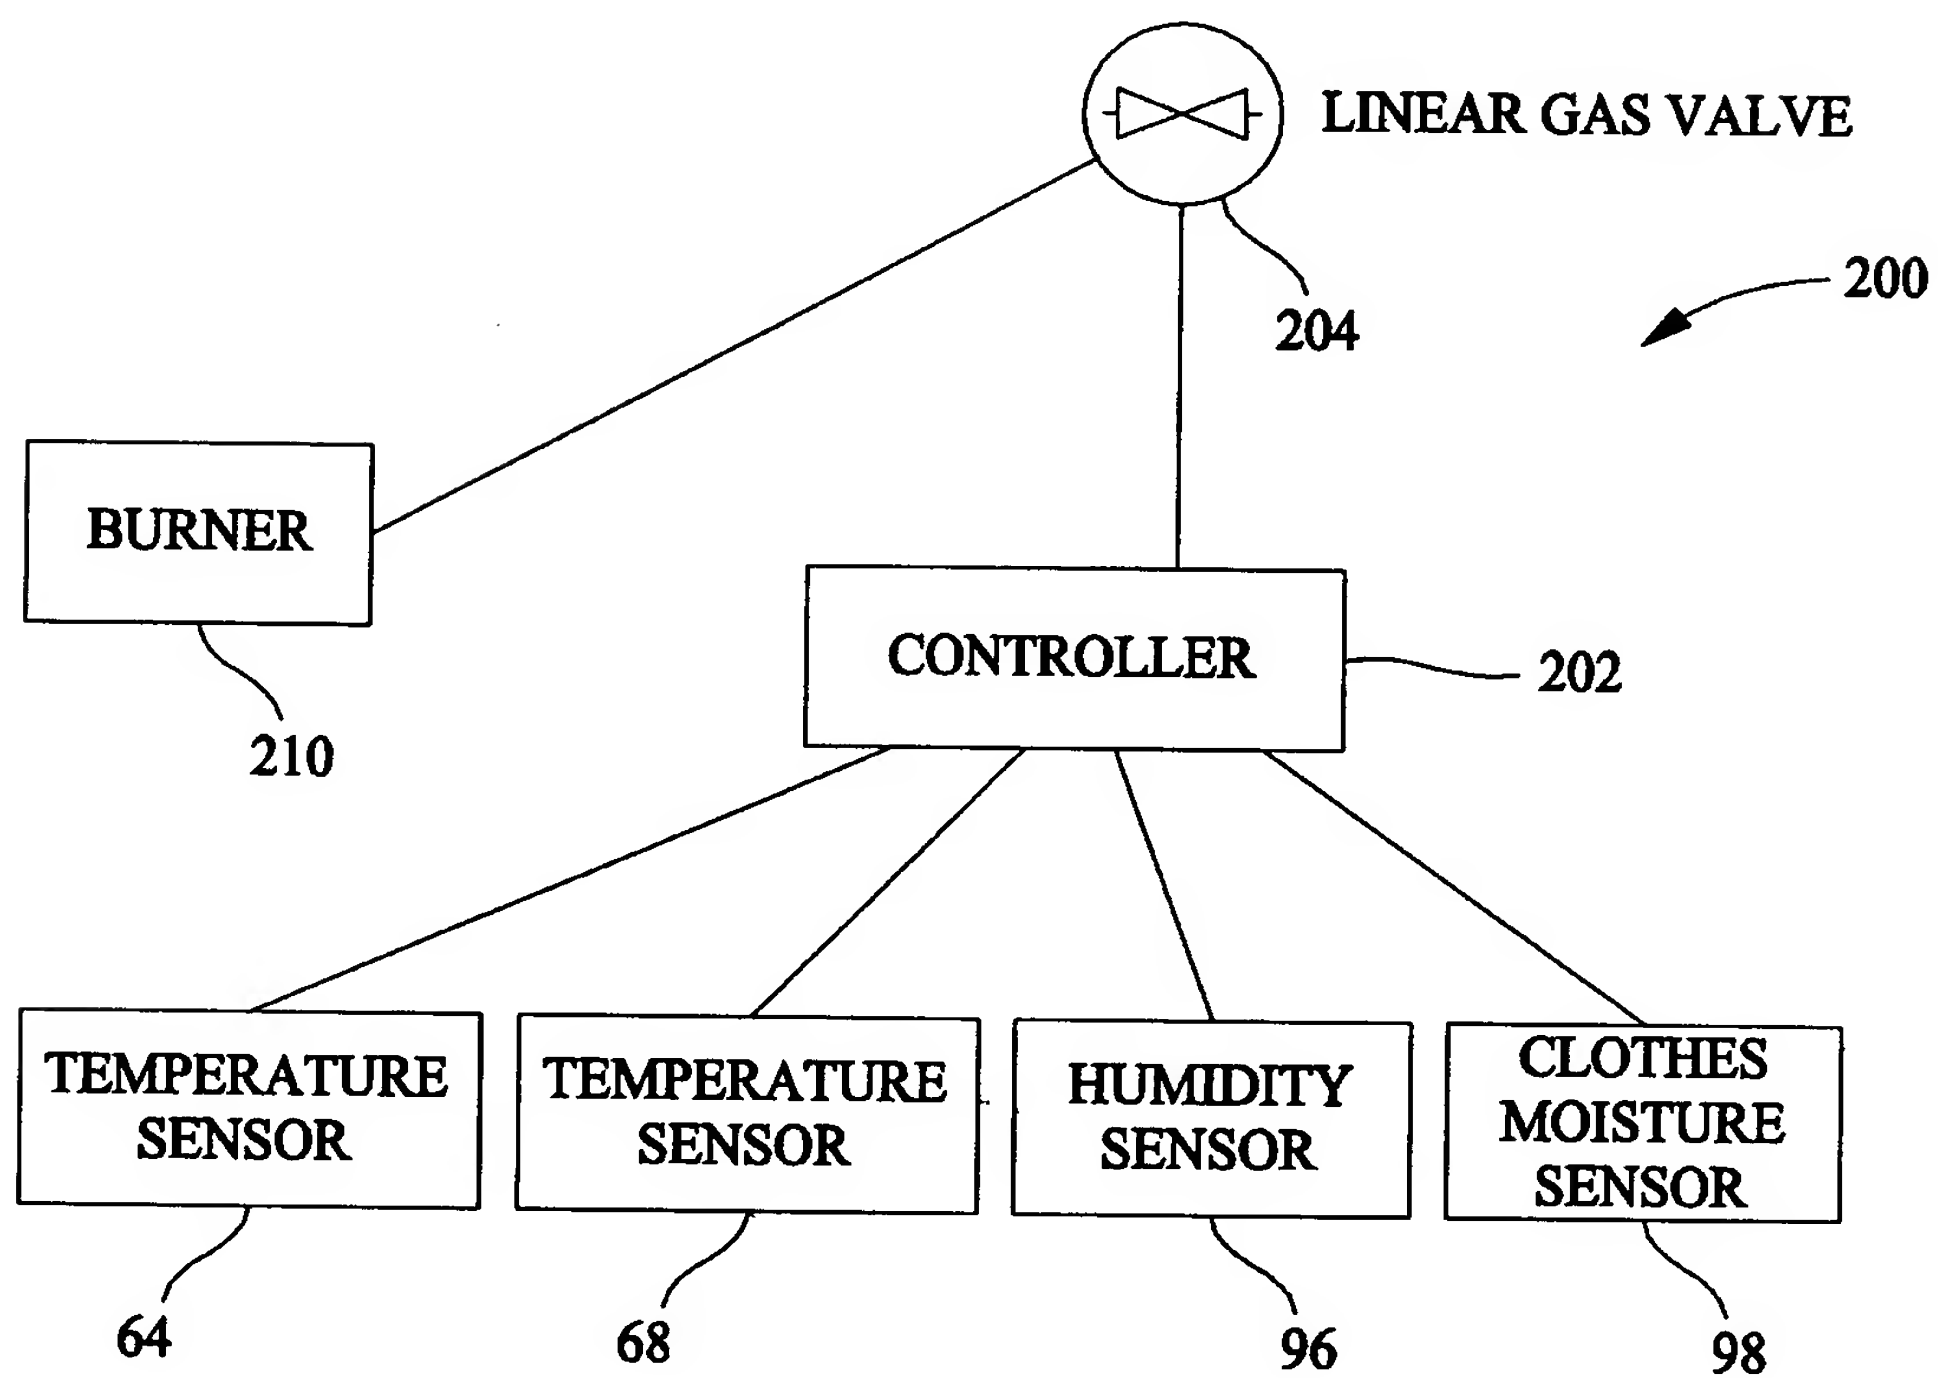 LINEAR GAS VALVE
200
204
BURNER
210
CONTROLLER
202
TEMPERATURE
SENSOR
64
TEMPERATURE
SENSOR
68
HUMIDITY
SENSOR
96
CLOTHES
MOISTURE
SENSOR
98